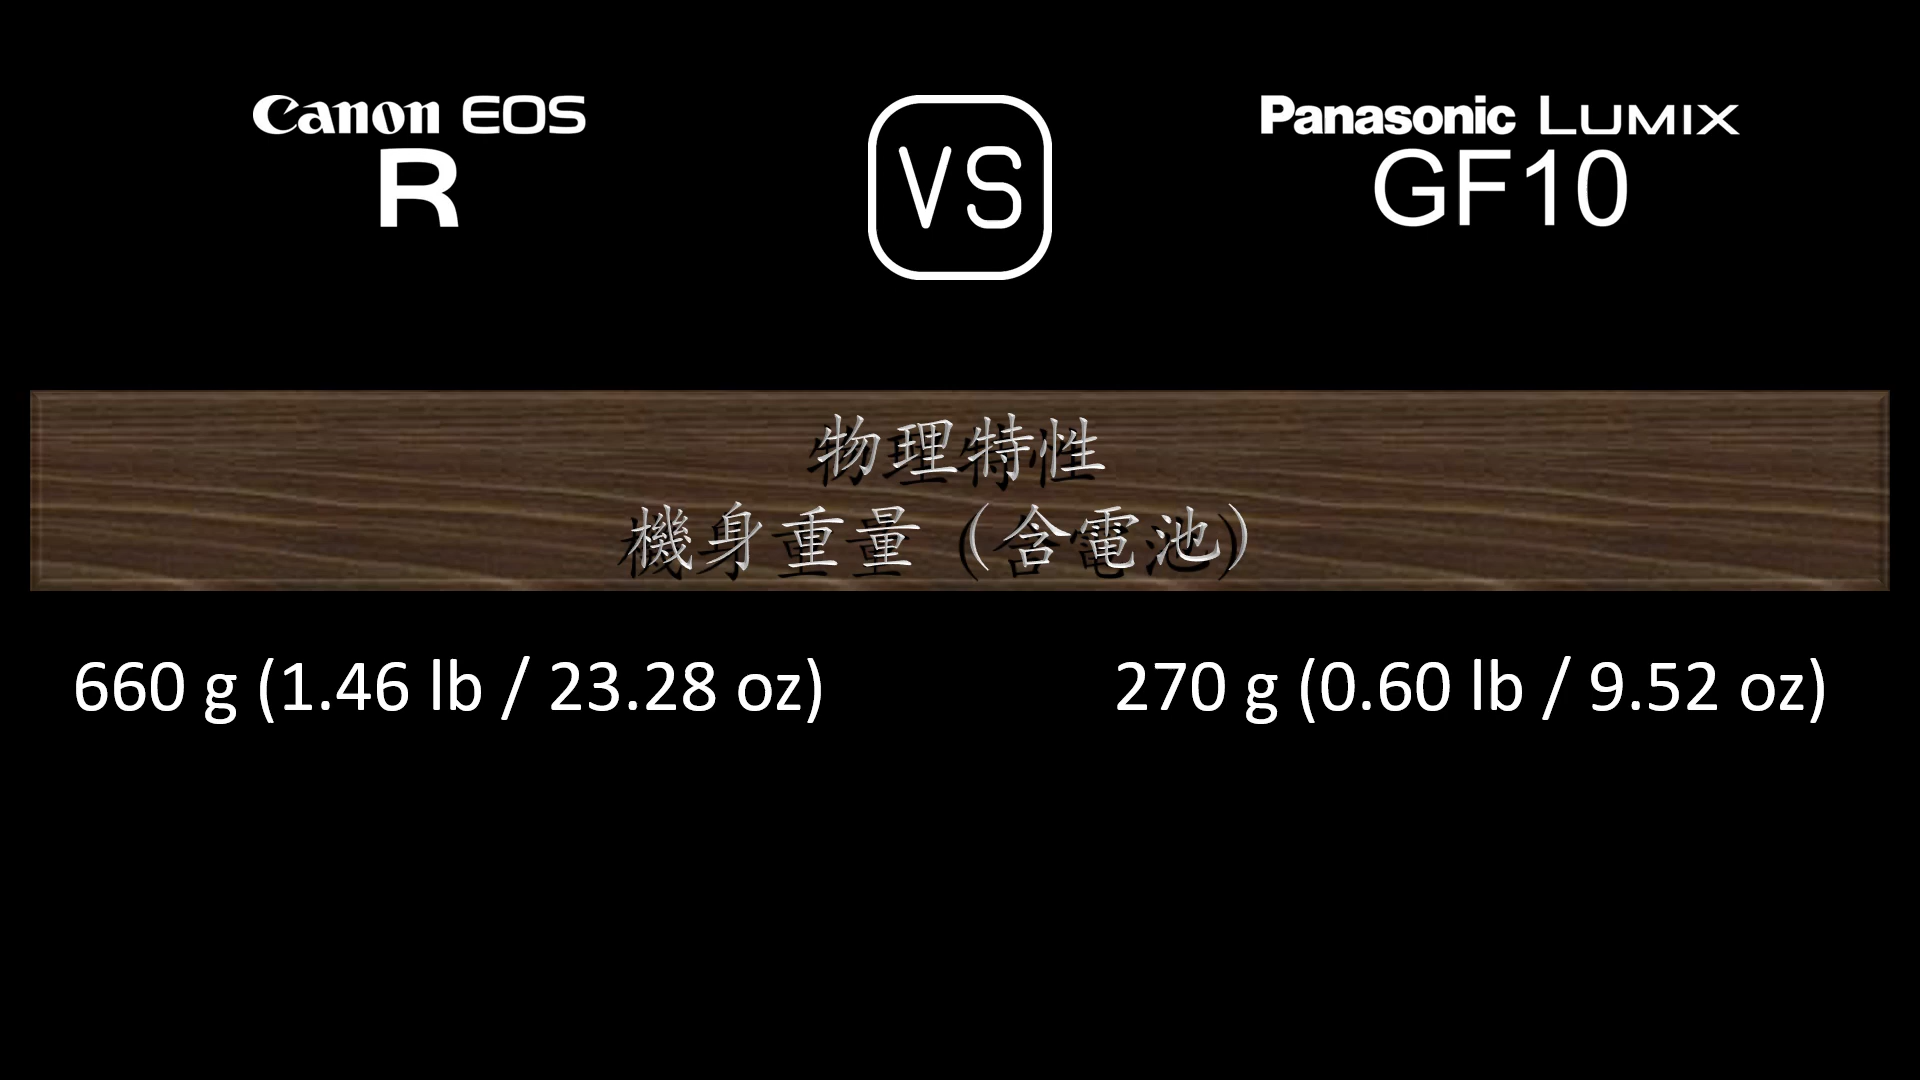 Canon EOS
R
VS
Panasonic LUMIX
GF10
物理特性
機身重量 (含電池)
660 g (1.46 lb / 23.28 oz)
270 g (0.60 lb / 9.52 oz)